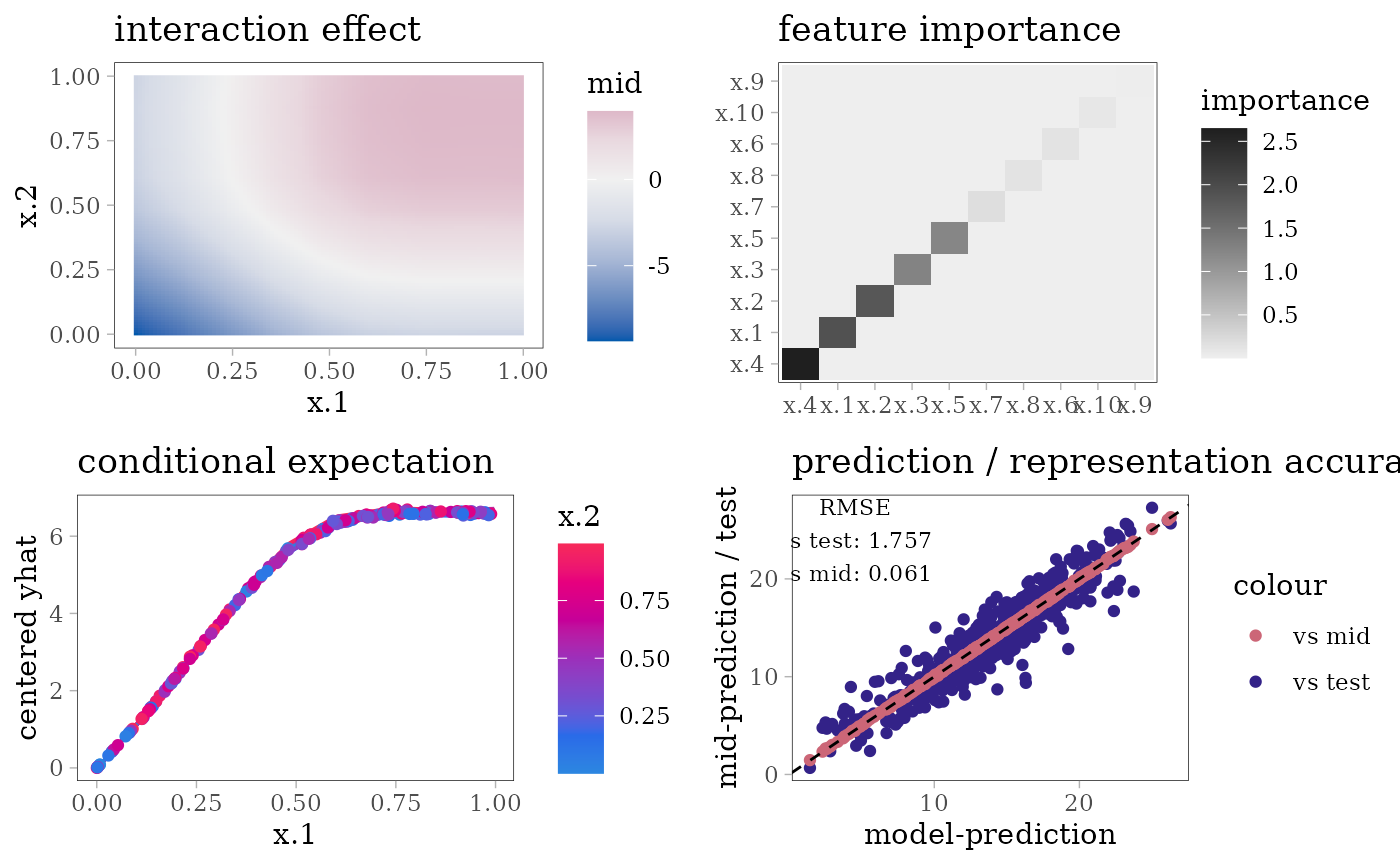 interaction effect
1.00
0.75
0.50
0.25
0.00
x.2
0.00 0.25 0.50 0.75 1.00
x.1
mid
0
-5
feature importance
x.9
x.10
x.6
x.8
x.7
x.5
x.3
x.2
x.1
x.4
x.4 x.1 x.2 x.3 x.5 x.7 x.8 x.6 x.10 x.9
importance
2.5
2.0
1.5
1.0
0.5
conditional expectation
6
4
2
0
centered yhat
0.00 0.25 0.50 0.75 1.00
x.1
x.2
0.75
0.50
0.25
prediction / representation accura
RMSE
s test: 1.757
s mid: 0.061
20
10
0
mid-prediction / test
10 20
model-prediction
colour
vs mid
vs test